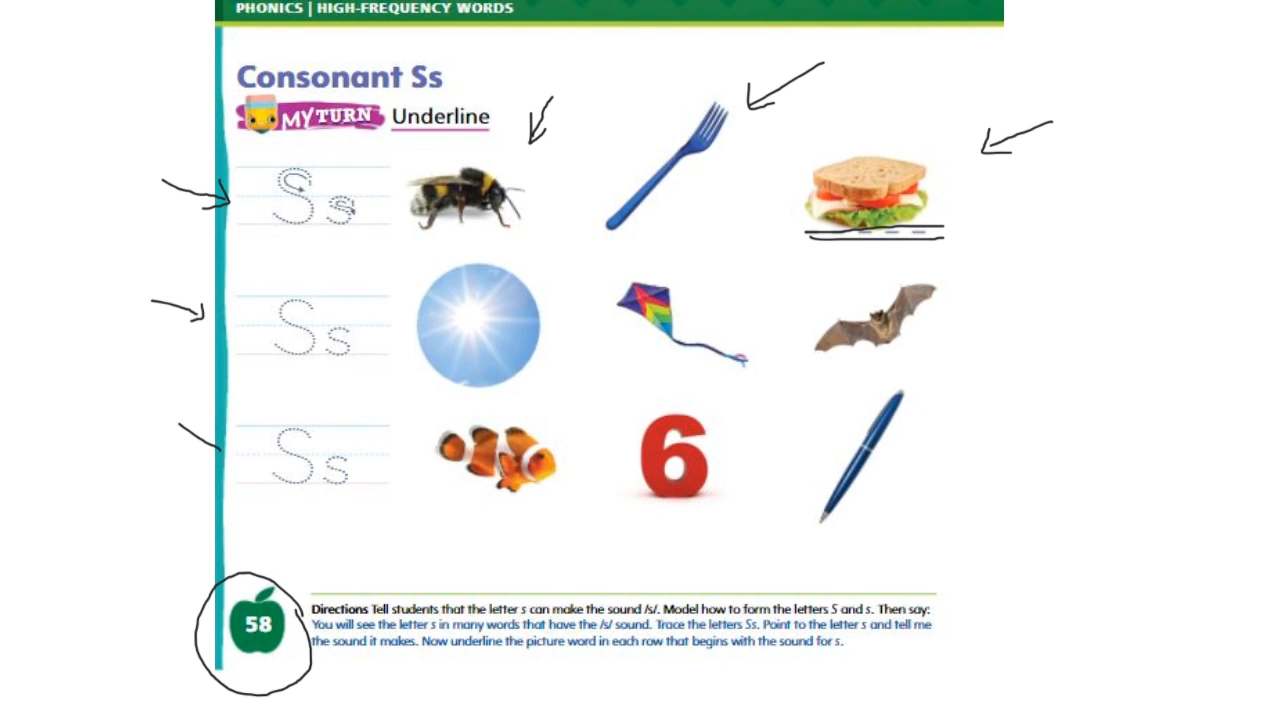 PHONICS | HIGH-FREQUENCY WORDS
Consonant Ss
MY TURN Underline
Ss
Ss
Ss
6
58
Directions Tell students that the letter s can make the sound /s/. Model how to form the letters S and s. Then say:
You will see the letter s in many words that have the /s/ sound. Trace the letters Ss. Point to the letter s and tell me
the sound it makes. Now underline the picture word in each row that begins with the sound for s.